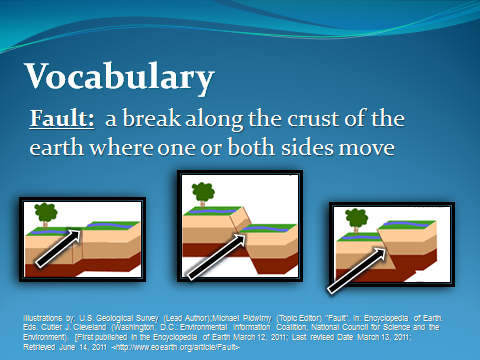 Vocabulary
Fault: a break along the crust of the
earth where one or both sides move
Illustrations by: U.S. Geological Survey (Lead Author);Michael Pidwirny (Topic Editor) "Fault". In: Encyclopedia of Earth.
Eds. Cutler J. Cleveland (Washington, D.C.: Environmental Information Coalition, National Council for Science and the
Environment). [First published in the Encyclopedia of Earth March 12, 2011; Last revised Date March 13, 2011;
Retrieved June 14, 2011 <http://www.eoearth.org/article/Fault>